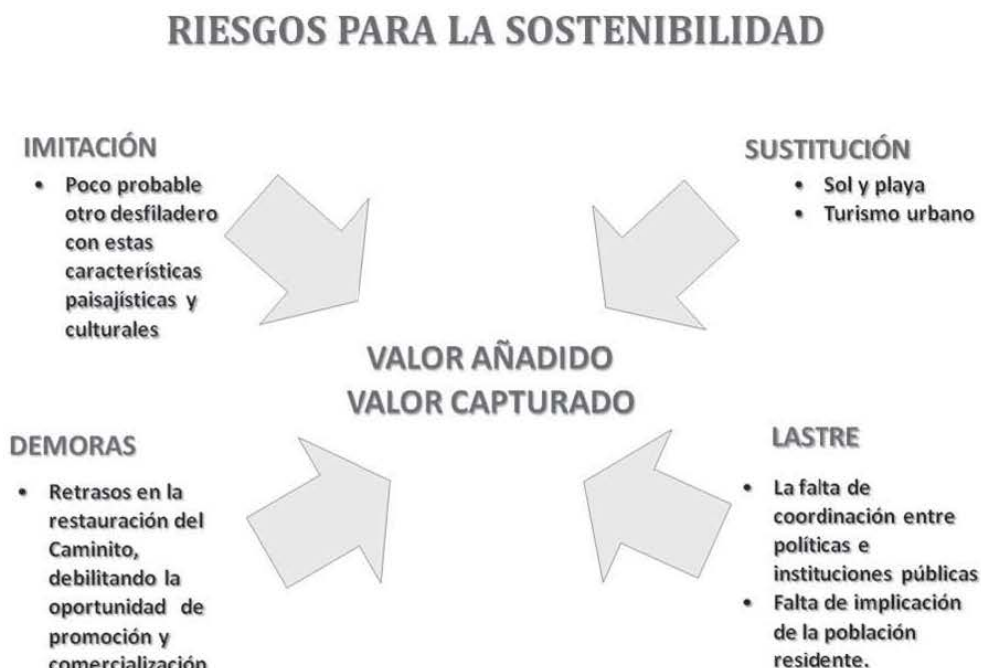 RIESGOS PARA LA SOSTENIBILIDAD
IMITACIÓN
• Poco probable
otro desfiladero
con estas
características
paisajísticas y
culturales
SUSTITUCIÓN
• Sol y playa
• Turismo urbano
VALOR AÑADIDO
VALOR CAPTURADO
DEMORAS
• Retrasos en la
restauración del
Caminito,
debilitando la
oportunidad de
promoción y
comercialización
LASTRE
• La falta de
coordinación entre
políticas e
instituciones públicas
• Falta de implicación
de la población
residente.